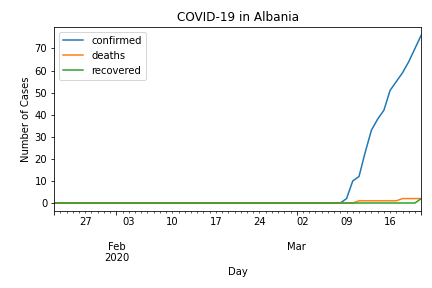 COVID-19 in Albania
confirmed
deaths
recovered
Number of Cases
70
60
50
40
30
20
10
0
27 03 10 17 24 02 09 16
Feb Mar
2020
Day